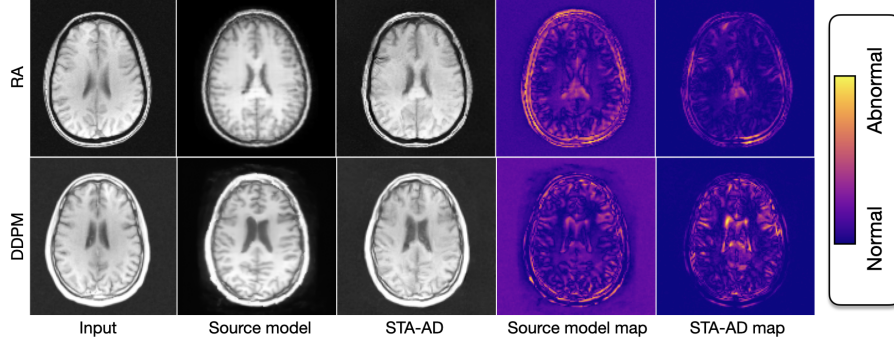 RA
DDPM
Input
Source model
STA-AD
Source model map
STA-AD map
Abnormal
Normal